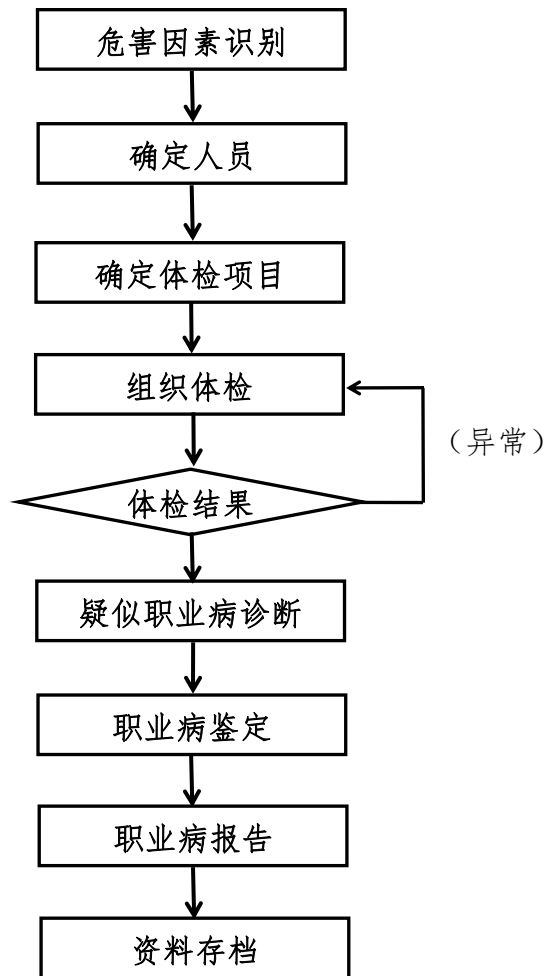 危害因素识别
确定人员
确定体检项目
组织体检
（异常）
体检结果
疑似职业病诊断
职业病鉴定
职业病报告
资料存档